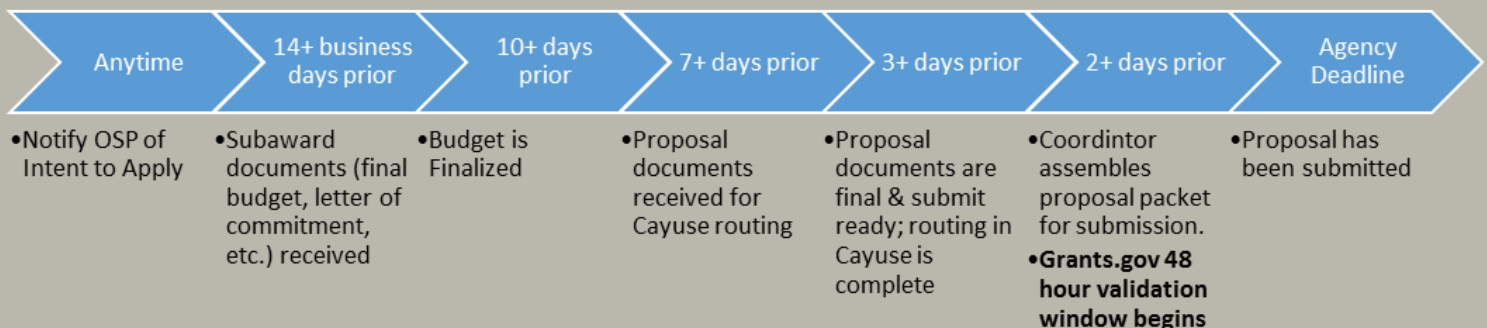 Anytime
14+ business
days prior
10+ days
prior
7+ days prior
3+ days prior
2+ days prior
Agency
Deadline
•Notify OSP of
Intent to Apply
•Subaward
documents (final
budget, letter of
commitment,
etc.) received
•Budget is
Finalized
•Proposal
documents
received for
Cayuse routing
•Proposal
documents are
final & submit
ready; routing in
Cayuse is
complete
•Coordintor
assembles
proposal packet
for submission.
•Grants.gov 48
hour validation
window begins
•Proposal has
been submitted